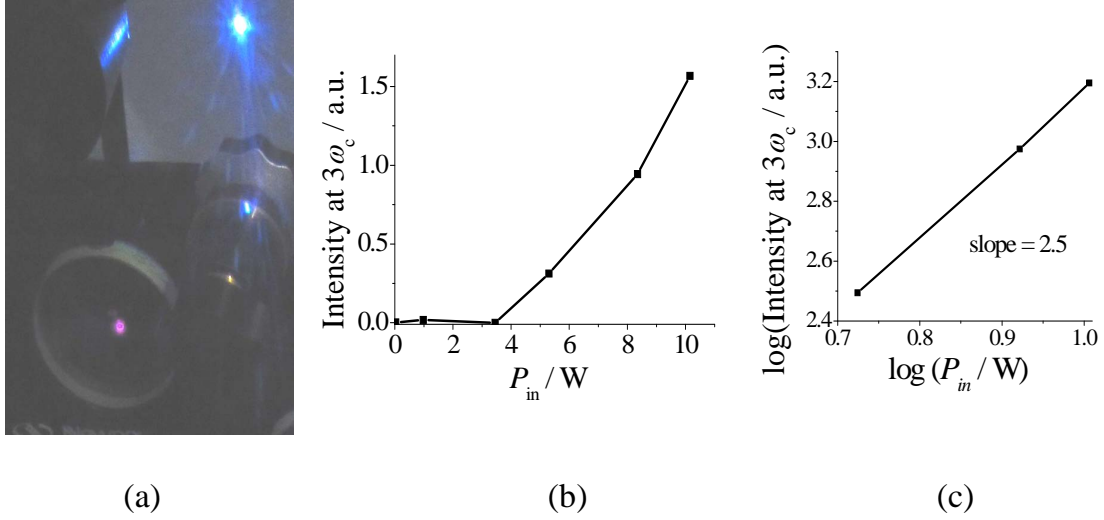 Intensity at 3ω_c / a.u.
1.5
1.0
0.5
0.0
0 2 4 6 8 10
P_in / W
log(Intensity at 3ω_c / a.u.)
3.2
3.0
2.8
2.6
2.4
slope = 2.5
0.7 0.8 0.9 1.0
log (P_in / W)
(a) (b) (c)